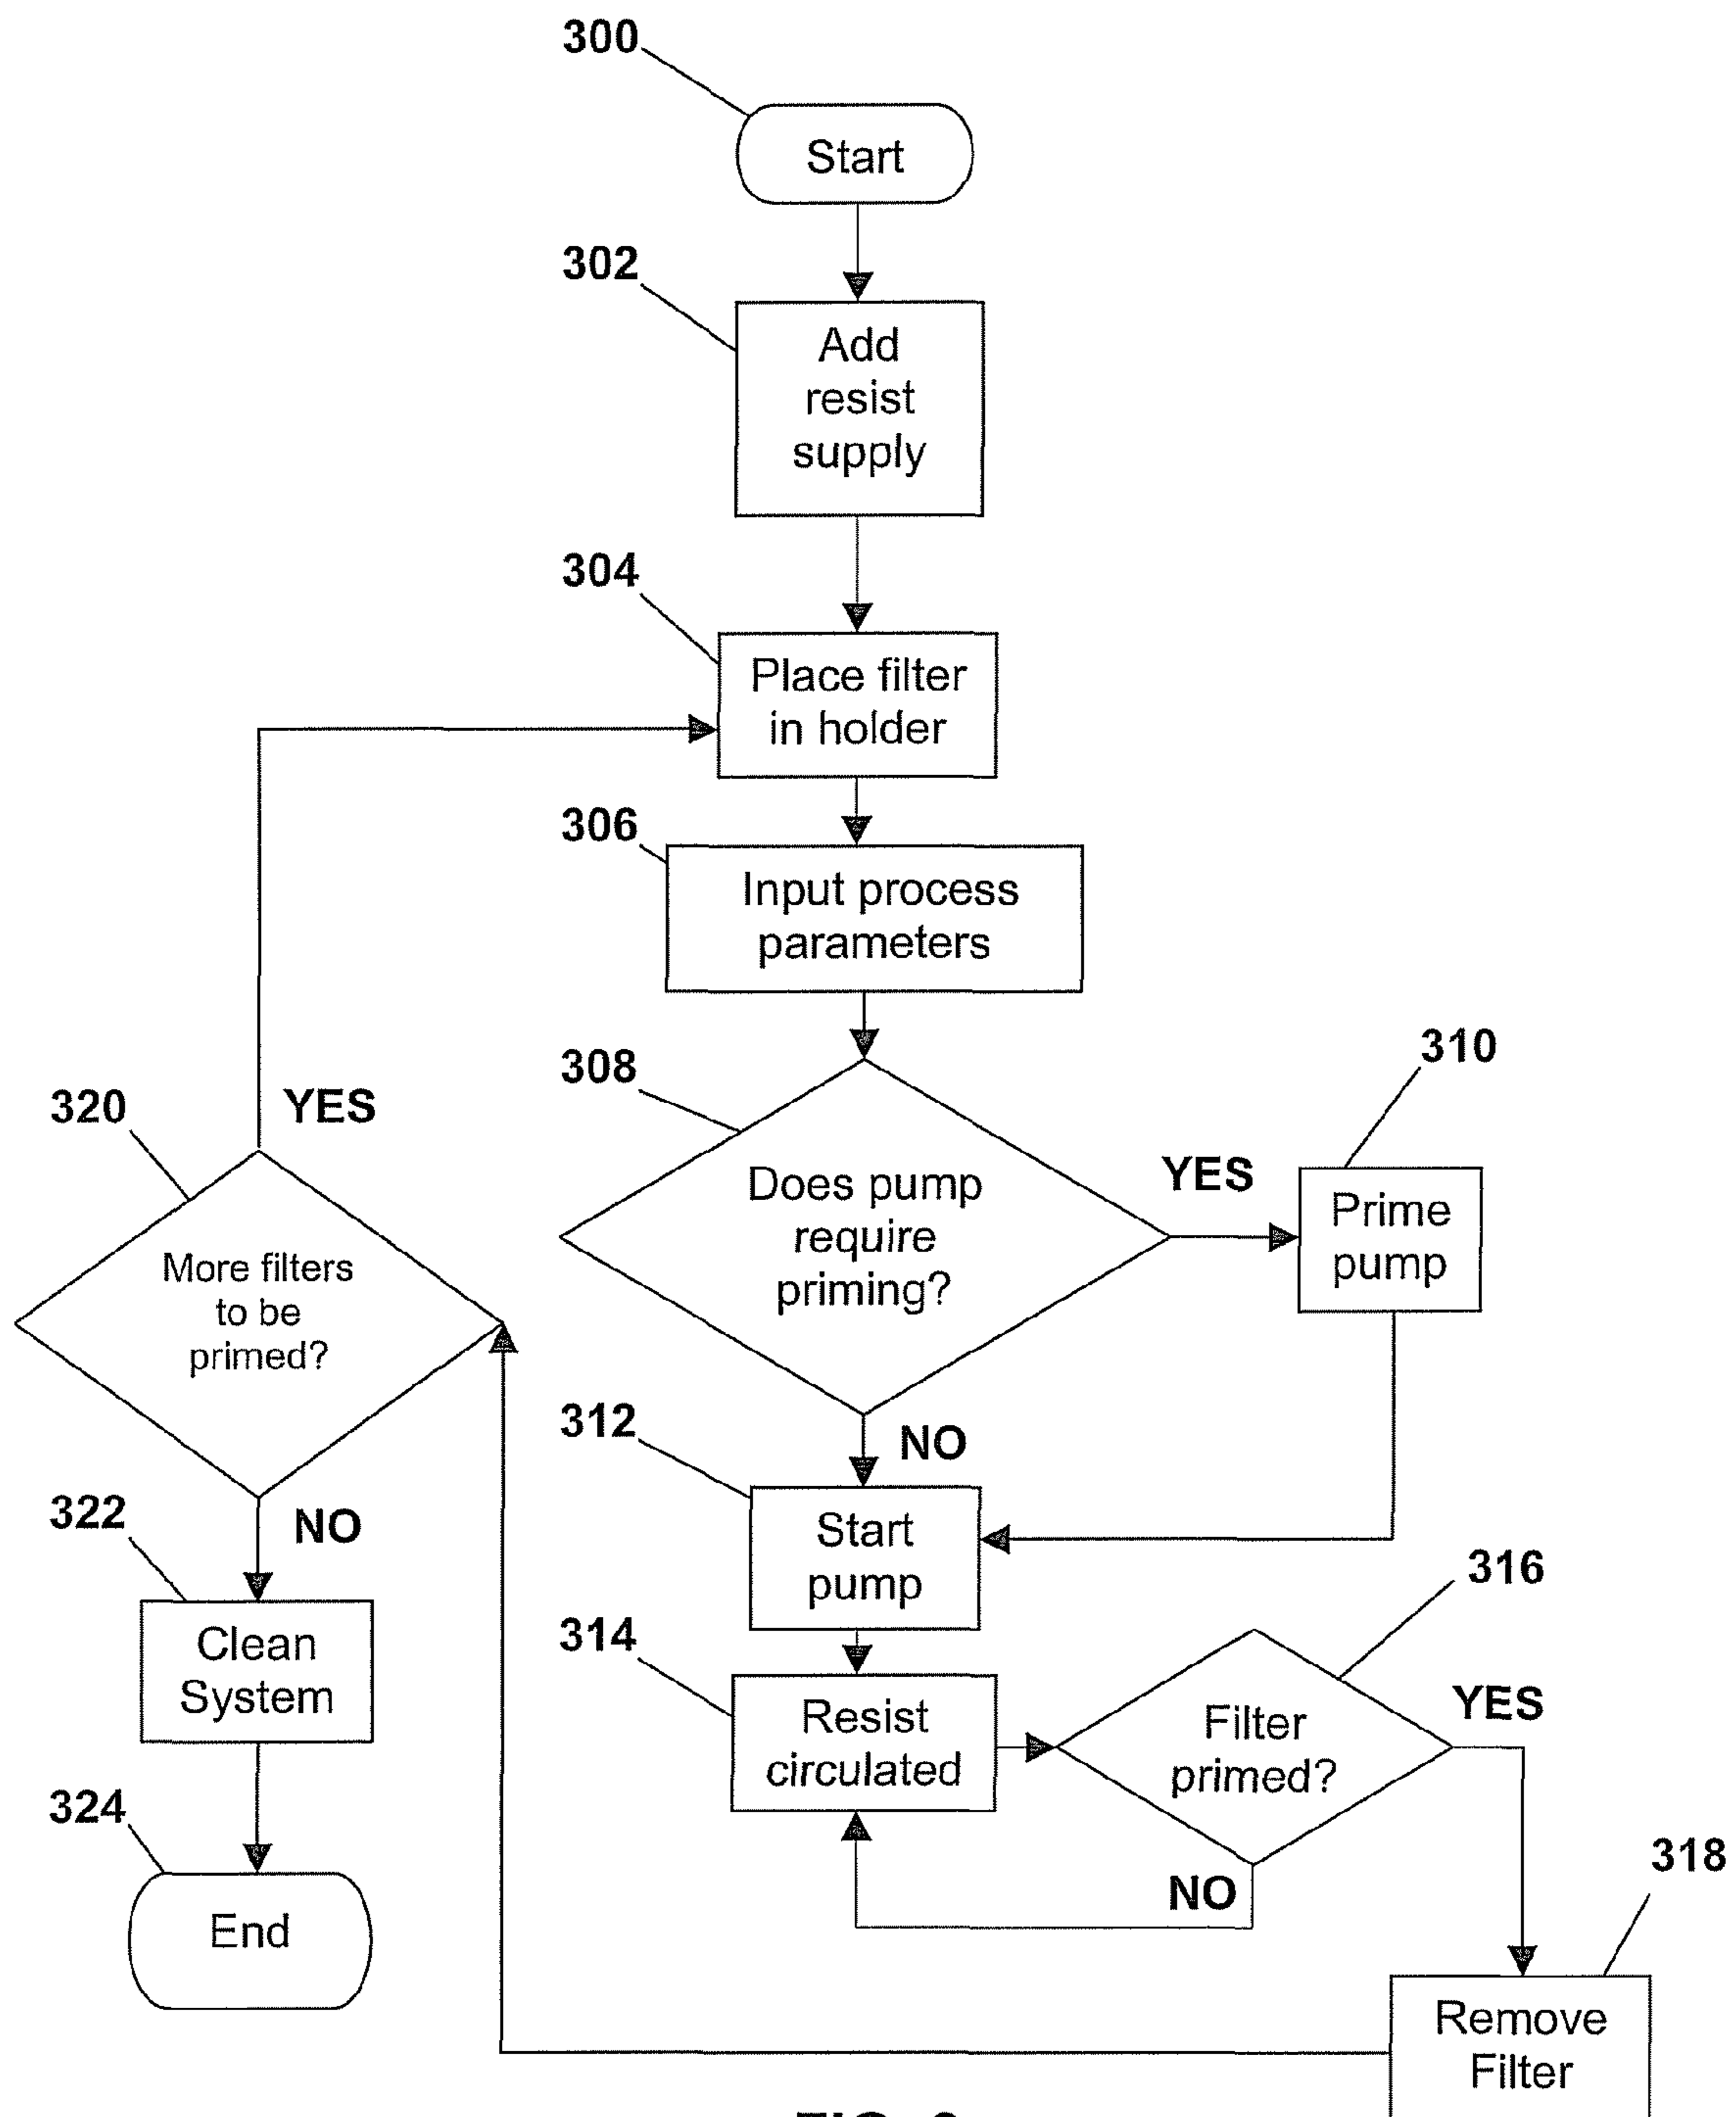 300
Start
302
Add
resist
supply
304
Place filter
in holder
306
Input process
parameters
308
Does pump
require
priming?
YES
310
Prime
pump
NO
312
Start
pump
314
Resist
circulated
316
Filter
primed?
YES
NO
318
Remove
Filter
320
YES
More filters
to be
primed?
NO
322
Clean
System
324
End